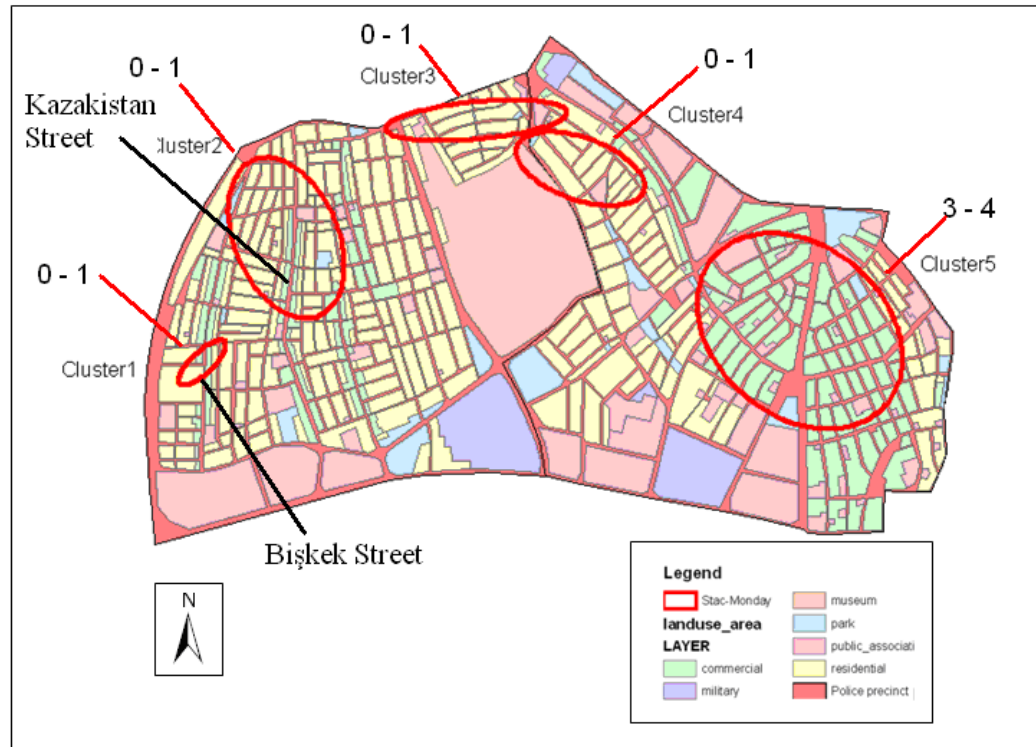 0 - 1
Cluster3
0 - 1
0 - 1
Kazakistan
Street
Cluster4
Cluster2
3 - 4
Cluster5
0 - 1
Cluster1
Bişkek Street
N
Legend
Stac-Monday
landuse_area
LAYER
commercial
military
museum
park
public_associati
residential
Police precinct